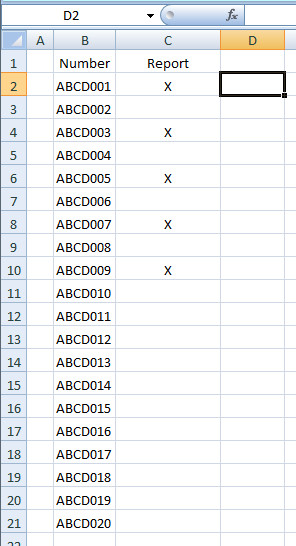 D2 fx
A B C D
1 Number Report
2 ABCD001 X
3 ABCD002
4 ABCD003 X
5 ABCD004
6 ABCD005 X
7 ABCD006
8 ABCD007 X
9 ABCD008
10 ABCD009 X
11 ABCD010
12 ABCD011
13 ABCD012
14 ABCD013
15 ABCD014
16 ABCD015
17 ABCD016
18 ABCD017
19 ABCD018
20 ABCD019
21 ABCD020